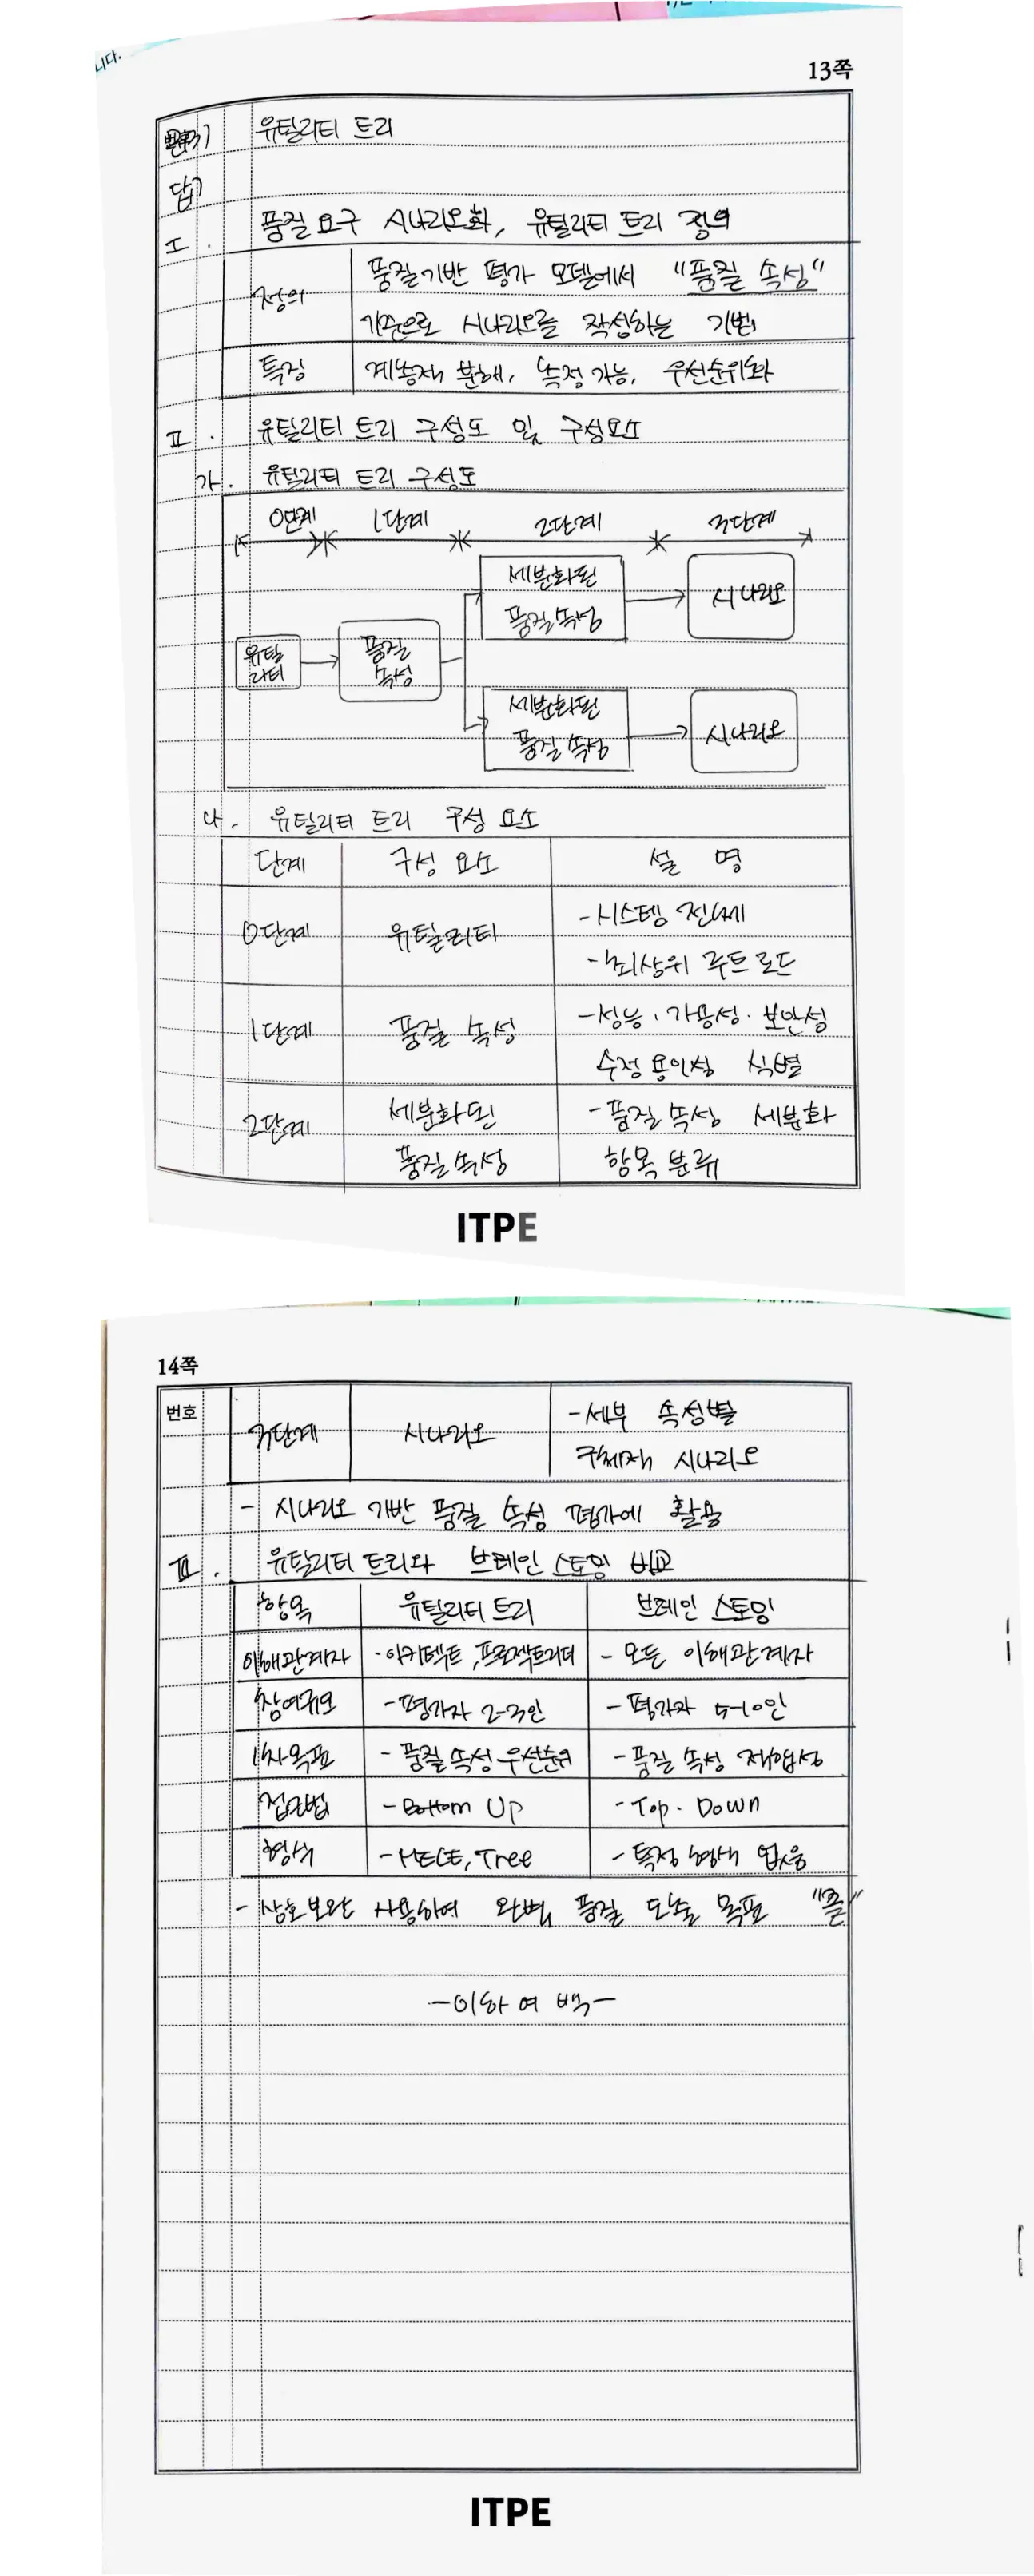 니다.
13쪽
유틸리티 트리
답)
I. 품질 요구 시나리오화, 유틸리티 트리 정의
정의 품질기반 평가 모델에서 "품질 속성"
기준으로 시나리오를 작성하는 기법
특징 계층적 분해, 측정 가능, 우선순위화
II. 유틸리티 트리 구성도 및 구성요소
가. 유틸리티 트리 구성도
0단계 1단계 2단계 3단계
세분화된
품질 속성
시나리오
유틸
리티
품질
속성
세분화된
품질 속성
시나리오
나. 유틸리티 트리 구성 요소
단계 구성 요소 설 명
0단계 유틸리티 - 시스템 전체
- 최상위 루트 로드
1단계 품질 속성 - 성능·가용성·보안성
수정 용이성 식별
2단계 세분화된 품질 속성 - 품질 속성 세분화
항목 분류
ITPE
14쪽
번호
3단계 시나리오 - 세부 속성별
구체적 시나리오
- 시나리오 기반 품질 속성 평가에 활용
III. 유틸리티 트리와 브레인 스토밍 비교
항목 유틸리티 트리 브레인 스토밍
이해관계자 - 아키텍트, 프로젝트리더 - 모든 이해관계자
참여규모 - 평가자 2-3인 - 평가자 5-10인
1차목표 - 품질 속성 우선순위 - 품질 속성 적합성
접근법 - Bottom Up - Top. Down
형식 - MECE, Tree - 특정 형식 없음
- 상호 보완 사용하여 완벽 품질 도출 목표 "끝"
- 이하 여 백 -
ITPE